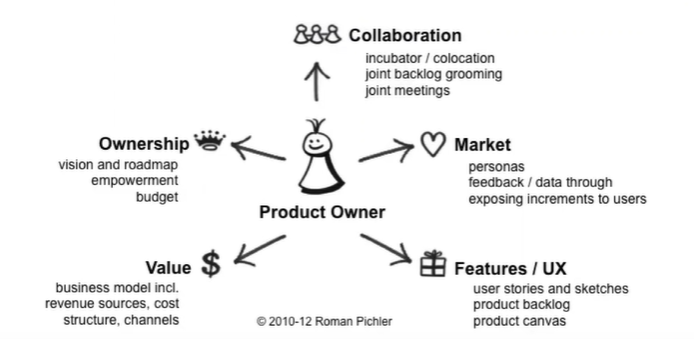 Collaboration
incubator / colocation
joint backlog grooming
joint meetings
Ownership
vision and roadmap
empowerment
budget
Market
personas
feedback / data through
exposing increments to users
Product Owner
Value
$
business model incl.
revenue sources, cost
structure, channels
Features / UX
user stories and sketches
product backlog
product canvas
© 2010-12 Roman Pichler